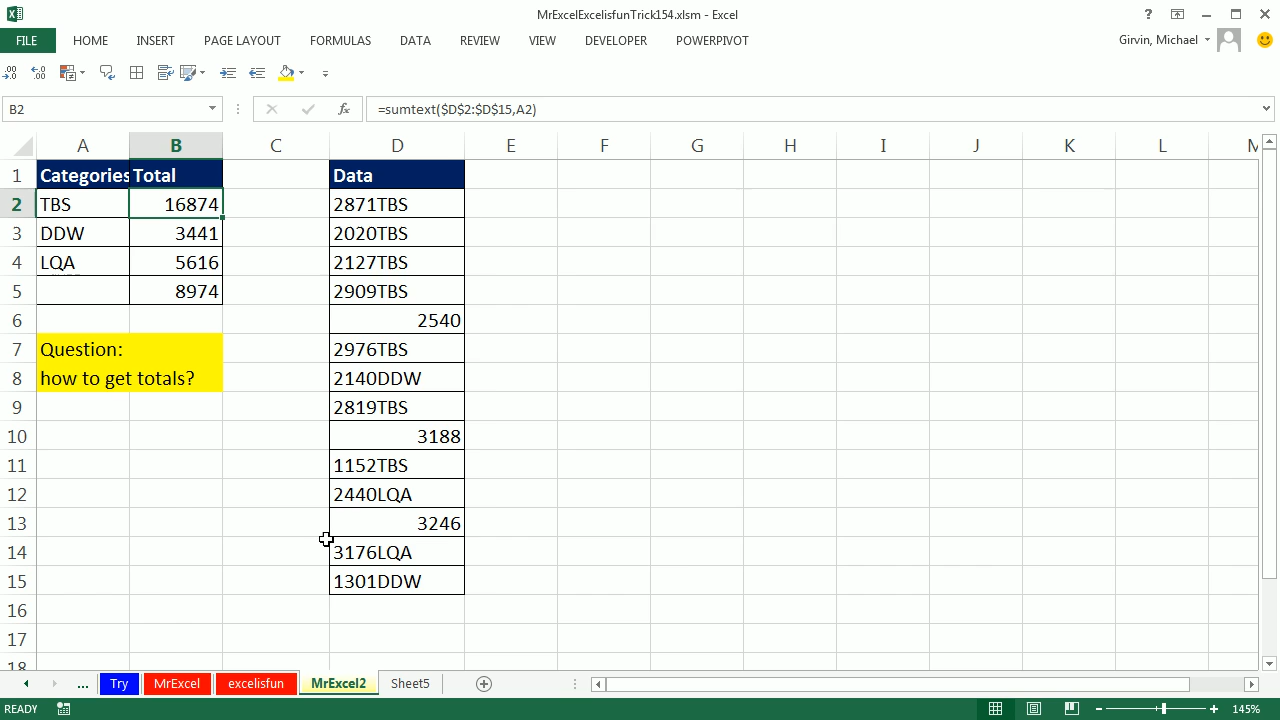 MrExcelExcelisfunTrick154.xlsm - Excel
FILE HOME INSERT PAGE LAYOUT FORMULAS DATA REVIEW VIEW DEVELOPER POWERPIVOT Girvin, Michael
B2 =sumtext($D$2:$D$15,A2)
A B C D E F G H I J K L M
1 Categories Total Data
2 TBS 16874 2871TBS
3 DDW 3441 2020TBS
4 LQA 5616 2127TBS
5 8974 2909TBS
6 2540
7 Question: 2976TBS
8 how to get totals? 2140DDW
9 2819TBS
10 3188
11 1152TBS
12 2440LQA
13 3246
14 3176LQA
15 1301DDW
16
17
18
... Try MrExcel excelisfun MrExcel2 Sheet5
READY 145%